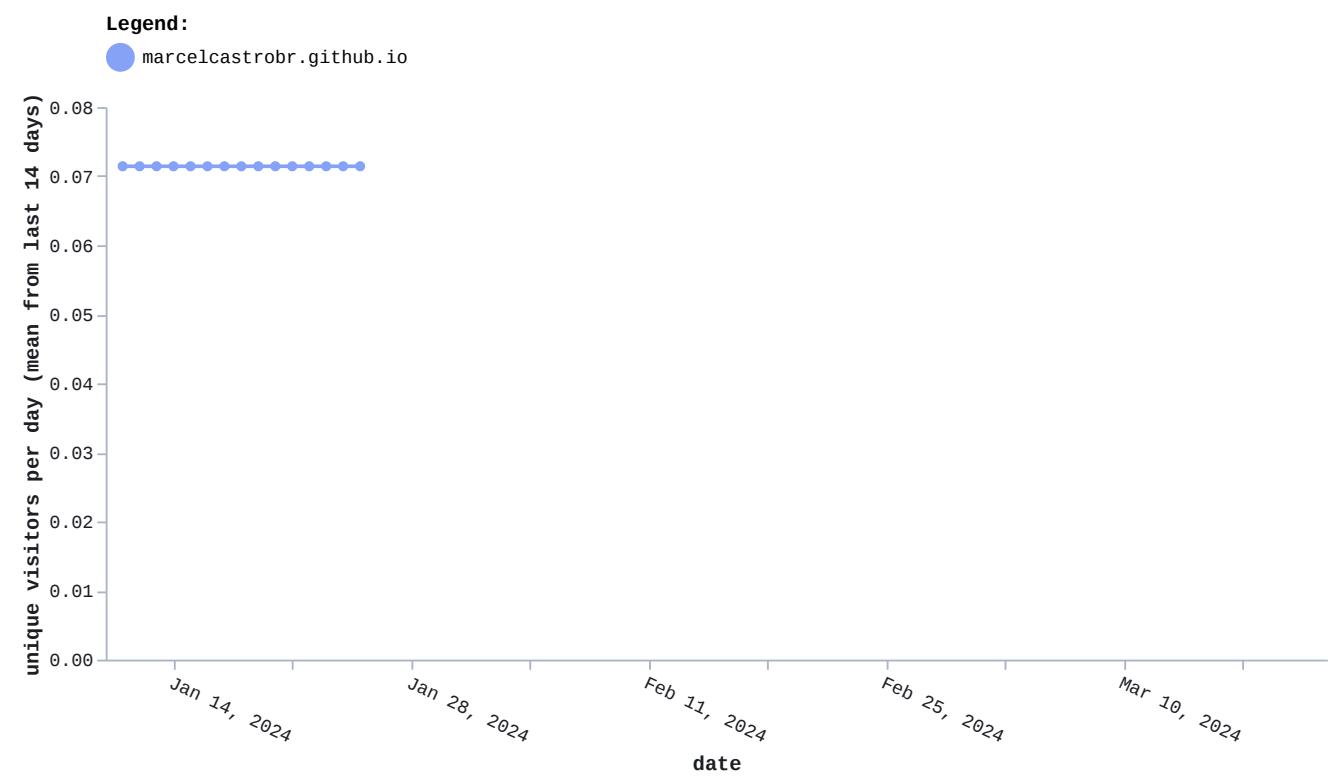 Legend:
marcelcastrobr.github.io
unique visitors per day (mean from last 14 days)
0.08
0.07
0.06
0.05
0.04
0.03
0.02
0.01
0.00
Jan 14, 2024
Jan 28, 2024
Feb 11, 2024
Feb 25, 2024
Mar 10, 2024
date